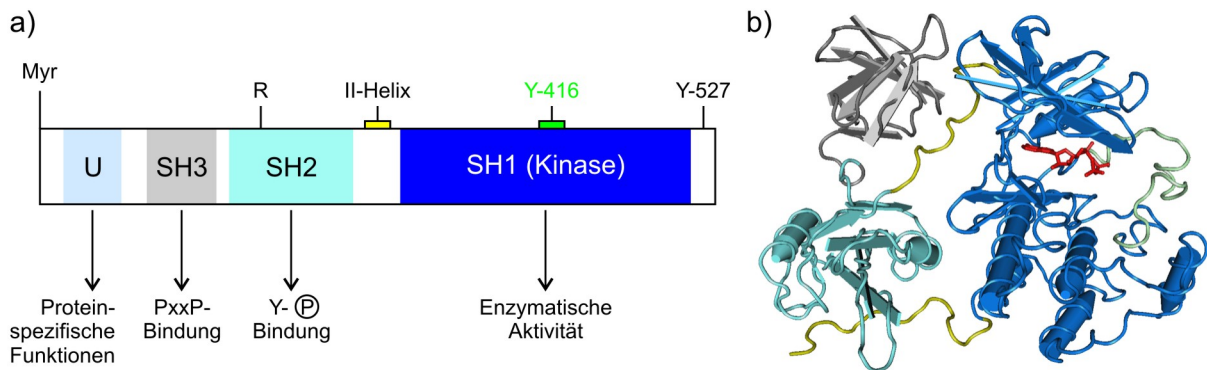 a)
b)
Myr
R
II-Helix
Y-416
Y-527
U
SH3
SH2
SH1 (Kinase)
Protein-
spezifische
Funktionen
PxxP-
Bindung
Y- P
Bindung
Enzymatische
Aktivität